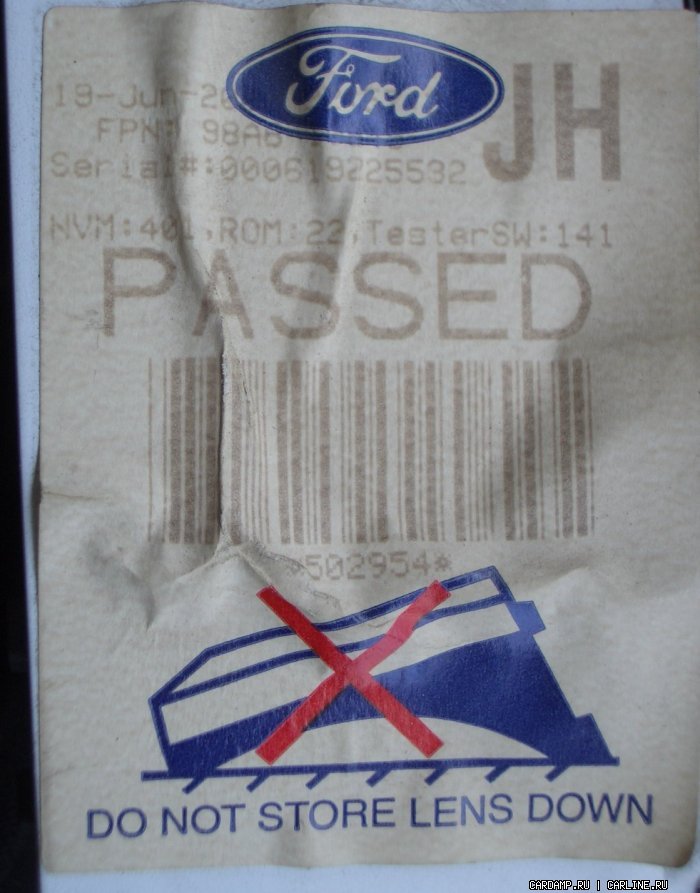 Ford
JH
19-Jun-20
FPN: 98A6
Serial#:000619225532
NVM:401,ROM:22,TesterSW:141
PASSED
*502954*
DO NOT STORE LENS DOWN
CARDAMP.RU | CARLINE.RU